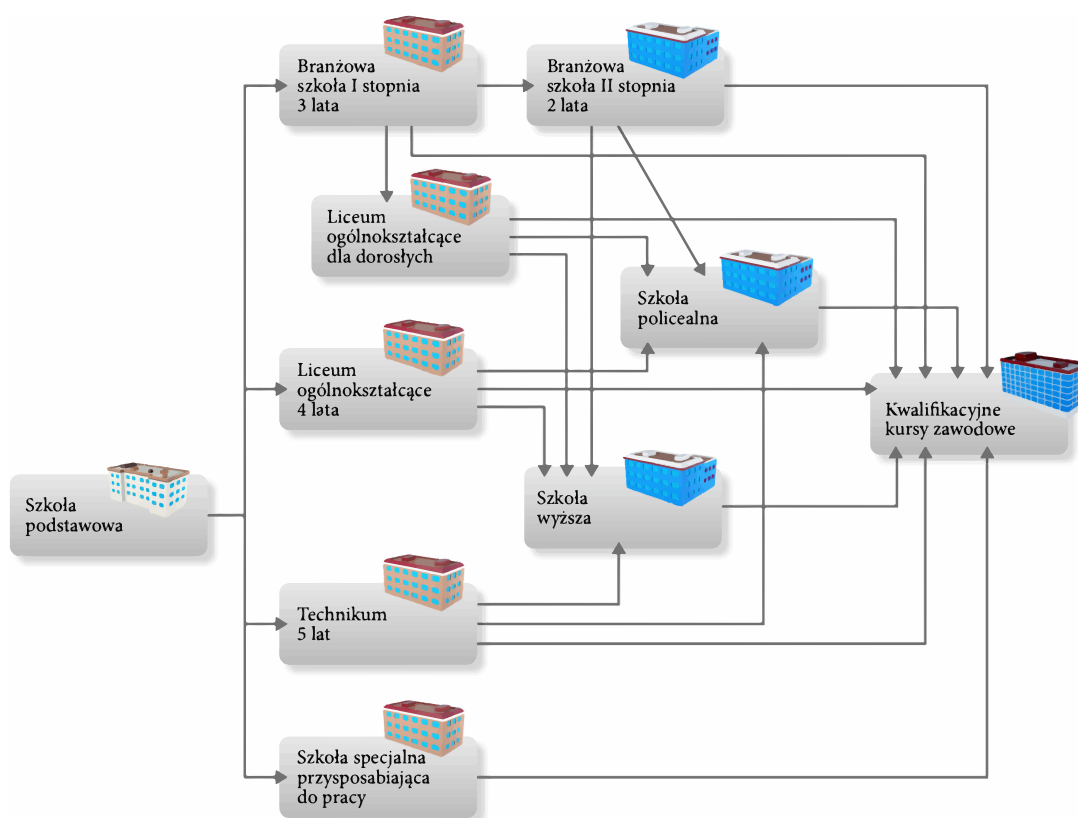 Branżowa
szkoła I stopnia
3 lata
Branżowa
szkoła II stopnia
2 lata
Liceum
ogólnokształcące
dla dorosłych
Szkoła
policealna
Liceum
ogólnokształcące
4 lata
Kwalifikacyjne
kursy zawodowe
Szkoła
podstawowa
Szkoła
wyższa
Technikum
5 lat
Szkoła specjalna
przysposabiająca
do pracy